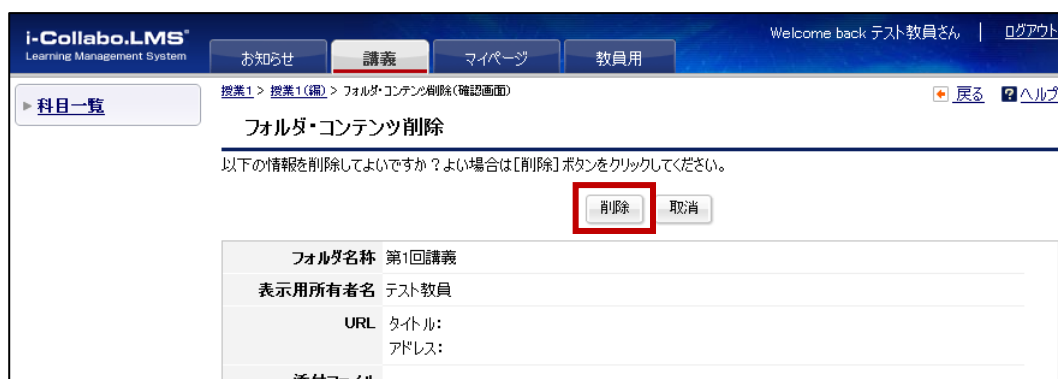 i-Collabo.LMS
Learning Management System
Welcome back テスト教員さん | ログアウト
お知らせ 講義 マイページ 教員用
科目一覧
授業1 > 授業1(編) > フォルダ・コンテンツ削除(確認画面)
戻る ヘルプ
フォルダ・コンテンツ削除
以下の情報を削除してよいですか？よい場合は[削除]ボタンをクリックしてください。
削除 取消
フォルダ名称 第1回講義
表示用所有者名 テスト教員
URL タイトル:
アドレス:
添付ファイル